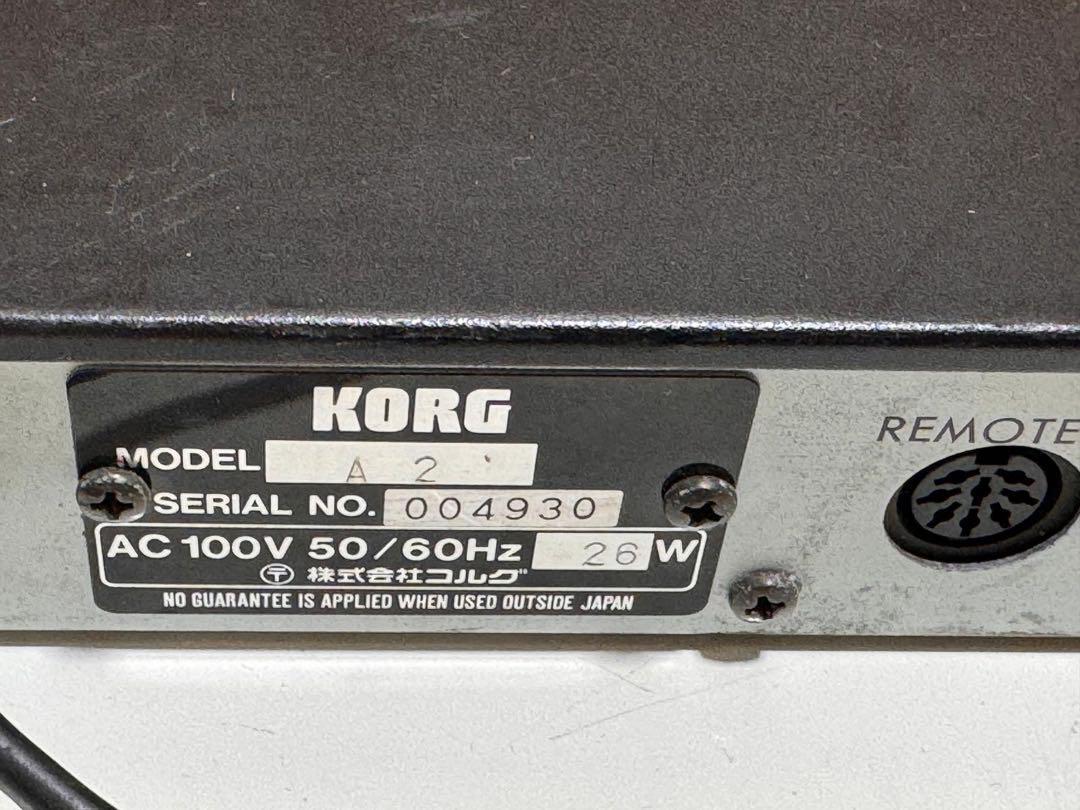 KORG
MODEL A 2
SERIAL NO. 004930
AC 100V 50/60Hz 26 W
〒 株式会社コルグ
NO GUARANTEE IS APPLIED WHEN USED OUTSIDE JAPAN
REMOTE